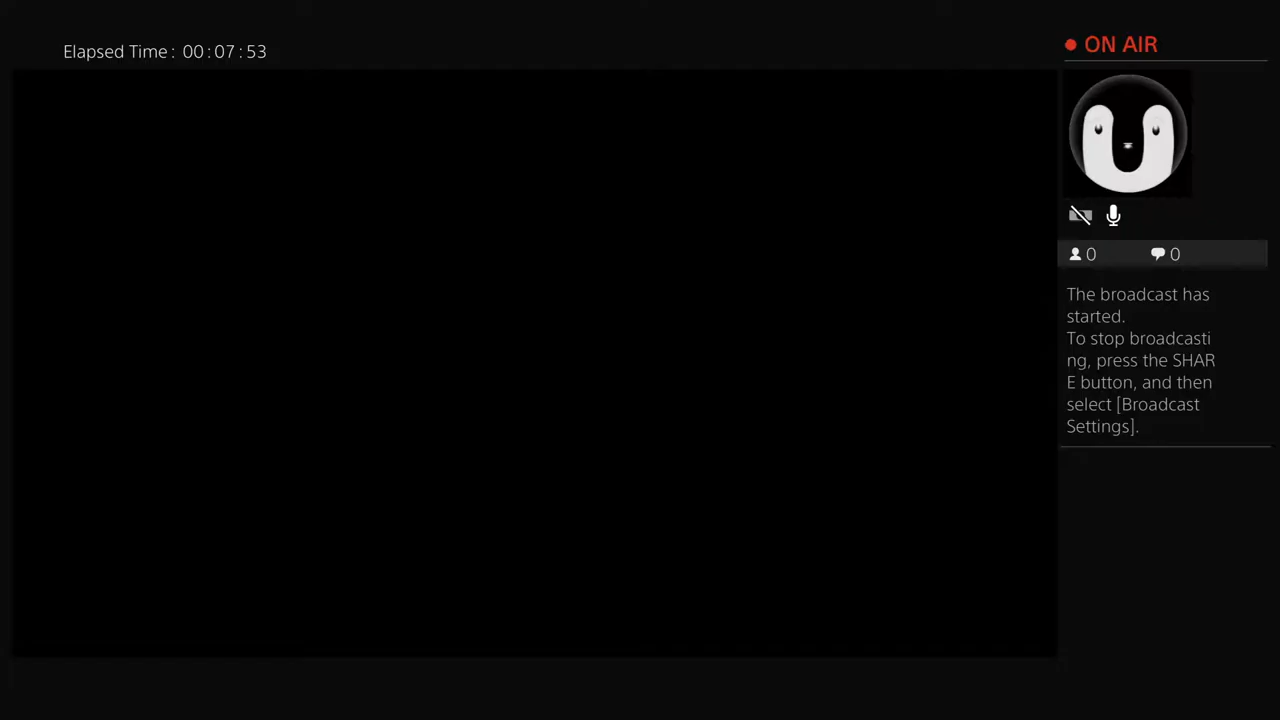 Elapsed Time: 00:07:53
ON AIR
0 0
The broadcast has
started.
To stop broadcasti
ng, press the SHAR
E button, and then
select [Broadcast
Settings].